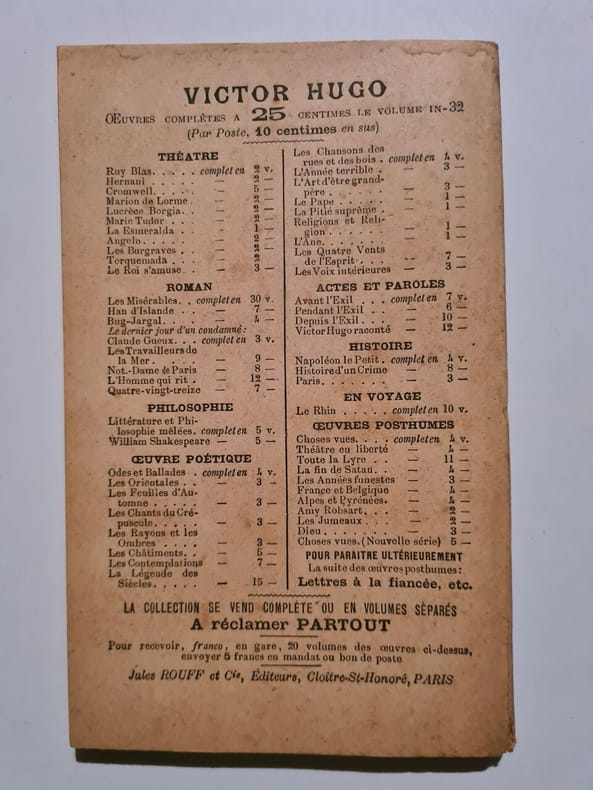 VICTOR HUGO
ŒUVRES COMPLÈTES A 25 CENTIMES LE VOLUME IN-32
(Par Poste, 10 centimes en sus)
THÉATRE
Ruy Blas. . . . . complet en 2 v.
Hernani . . . . . — 2 —
Cromwell. . . . . — 5 —
Marion de Lorme . — 2 —
Lucrèce Borgia. . — 2 —
Marie Tudor . . . — 2 —
La Esmeralda . . — 1 —
Angelo. . . . . — 2 —
Les Burgraves . . — 2 —
Torquemada . . . — 2 —
Le Roi s'amuse. . — 3 —
ROMAN
Les Misérables. . complet en 30 v.
Han d'Islande . . — 7 —
Bug-Jargal. . . . — 4 —
Le dernier jour d'un condamné:
Claude Gueux. . . complet en 3 v.
Les Travailleurs de
la Mer. . . . . — 9 —
Not.-Dame de Paris — 8 —
L'Homme qui rit . — 12 —
Quatre-vingt-treize — 7 —
PHILOSOPHIE
Littérature et Phi-
losophie mêlées. complet en 5 v.
William Shakespeare — 5 —
ŒUVRE POÉTIQUE
Odes et Ballades . complet en 4 v.
Les Orientales . . — 3 —
Les Feuilles d'Au-
tomne . . . . . — 3 —
Les Chants du Cré-
puscule. . . . . — 3 —
Les Rayons et les
Ombres . . . . — 3 —
Les Châtiments. . — 5 —
Les Contemplations — 7 —
La Légende des
Siècles. . . . . — 15 —
Les Chansons des
rues et des bois . complet en 4 v.
L'Année terrible . — 3 —
L'Art d'être grand-
père . . . . . . — 3 —
Le Pape . . . . . — 1 —
La Pitié suprême . — 1 —
Religions et Reli-
gion . . . . . . — 1 —
L'Ane. . . . . . — 1 —
Les Quatre Vents
de l'Esprit. . . — 7 —
Les Voix intérieures — 3 —
ACTES ET PAROLES
Avant l'Exil . . . complet en 7 v.
Pendant l'Exil . . — 6 —
Depuis l'Exil. . . — 10 —
Victor Hugo raconté — 12 —
HISTOIRE
Napoléon le Petit. complet en 4 v.
Histoire d'un Crime — 8 —
Paris. . . . . . . — 3 —
EN VOYAGE
Le Rhin . . . . . complet en 10 v.
ŒUVRES POSTHUMES
Choses vues. . . . complet en 4 v.
Théâtre en liberté — 4 —
Toute la Lyre . . — 11 —
La fin de Satan. . — 4 —
Les Années funestes — 3 —
France et Belgique — 4 —
Alpes et Pyrénées. — 4 —
Amy Robsart. . . — 2 —
Les Jumeaux. . . — 2 —
Dieu. . . . . . . — 3 —
Choses vues. (Nouvelle série) 5 —
POUR PARAITRE ULTÉRIEUREMENT
La suite des œuvres posthumes:
Lettres à la fiancée, etc.
LA COLLECTION SE VEND COMPLÈTE OU EN VOLUMES SÉPARÉS
A réclamer PARTOUT
Pour recevoir, franco, en gare, 20 volumes des œuvres ci-dessus,
envoyer 5 francs en mandat ou bon de poste
Jules ROUFF et Cie, Éditeurs, Cloître-St-Honoré, PARIS